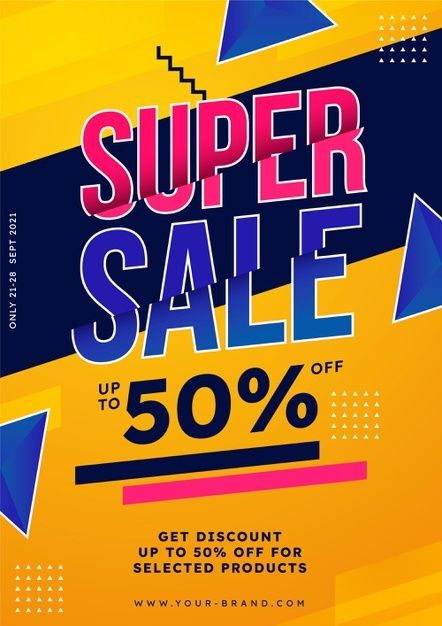 SUPER
SALE
UP
TO
50%
OFF
ONLY 21-28 SEPT 2021
GET DISCOUNT
UP TO 50% OFF FOR
SELECTED PRODUCTS
WWW.YOUR-BRAND.COM